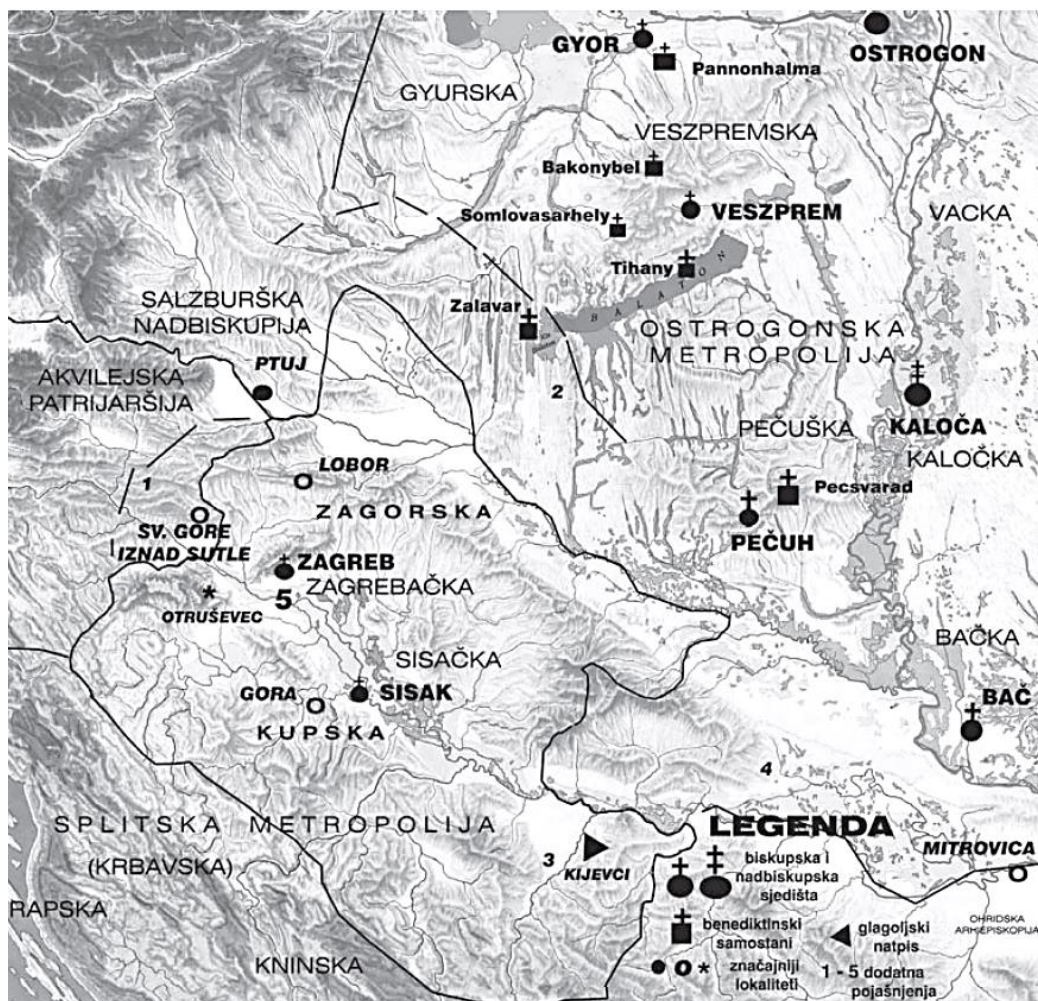 GYOR
OSTROGON
Pannonhalma
GYURSKA
VESZPREMSKA
Bakonybel
Somlovasarhely
VESZPREM
VACKA
Tihany
BALATON
Zalavar
SALZBURŠKA
NADBISKUPIJA
OSTROGONSKA
METROPOLIJA
PTUJ
AKVILEJSKA
PATRIJARŠIJA
2
KALOČA
PEČUŠKA
KALOČKA
LOBOR
1
Pecsvarad
ZAGORSKA
SV. GORE
IZNAD SUTLE
PEČUH
ZAGREB
ZAGREBAČKA
5
OTRUŠEVEC
BAČKA
SISAČKA
GORA
SISAK
BAČ
KUPSKA
4
SPLITSKA METROPOLIJA
(KRBAVSKA)
3
KIJEVCI
RAPSKA
KNINSKA
MITROVICA
OHRIDSKA
ARHIEPISKOPIJA
LEGENDA
biskupska i
nadbiskupska
sjedišta
benediktinski
samostani
glagoljski
natpis
značajniji
lokaliteti
1 - 5 dodatna
pojašnjenja